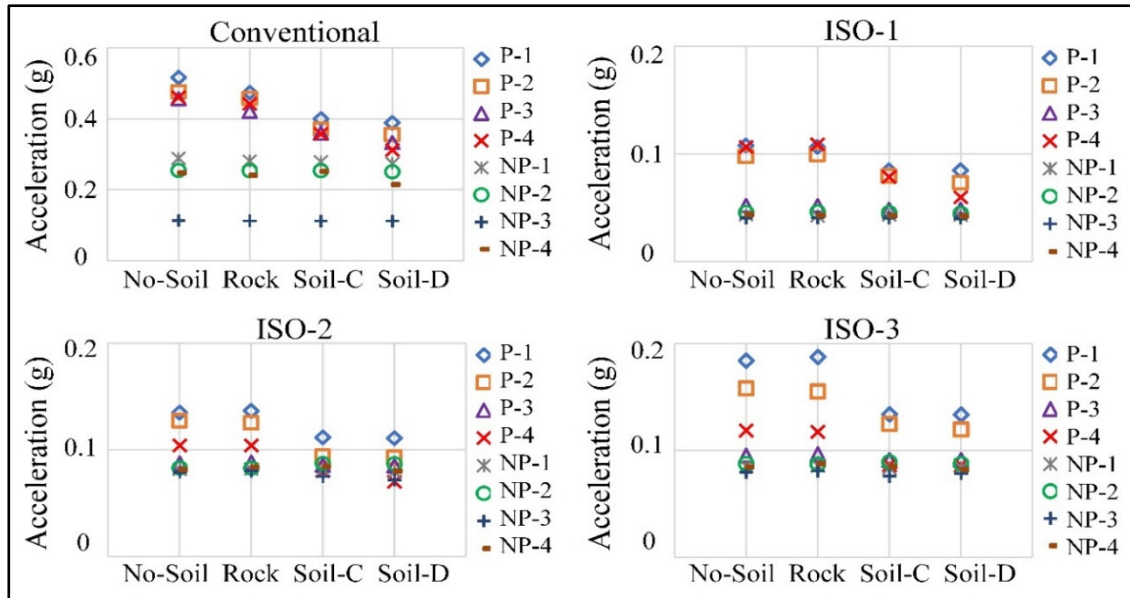 Conventional
0.6
0.4
0.2
0
Acceleration (g)
No-Soil Rock Soil-C Soil-D
P-1
P-2
P-3
P-4
NP-1
NP-2
NP-3
NP-4
ISO-1
0.2
0.1
0
Acceleration (g)
No-Soil Rock Soil-C Soil-D
P-1
P-2
P-3
P-4
NP-1
NP-2
NP-3
NP-4
ISO-2
0.2
0.1
0
Acceleration (g)
No-Soil Rock Soil-C Soil-D
P-1
P-2
P-3
P-4
NP-1
NP-2
NP-3
NP-4
ISO-3
0.2
0.1
0
Acceleration (g)
No-Soil Rock Soil-C Soil-D
P-1
P-2
P-3
P-4
NP-1
NP-2
NP-3
NP-4